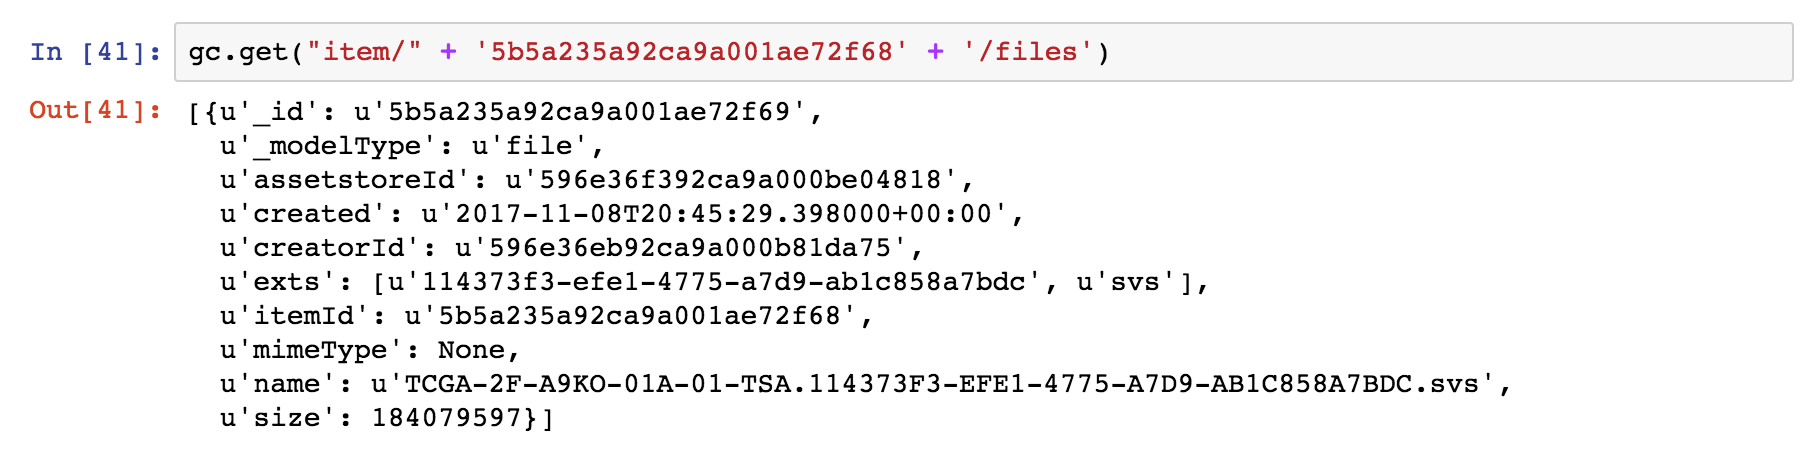 In [41]: gc.get("item/" + '5b5a235a92ca9a001ae72f68' + '/files')
Out[41]: [{u'_id': u'5b5a235a92ca9a001ae72f69',
u'_modelType': u'file',
u'assetstoreId': u'596e36f392ca9a000be04818',
u'created': u'2017-11-08T20:45:29.398000+00:00',
u'creatorId': u'596e36eb92ca9a000b81da75',
u'exts': [u'114373f3-efe1-4775-a7d9-ab1c858a7bdc', u'svs'],
u'itemId': u'5b5a235a92ca9a001ae72f68',
u'mimeType': None,
u'name': u'TCGA-2F-A9KO-01A-01-TSA.114373F3-EFE1-4775-A7D9-AB1C858A7BDC.svs',
u'size': 184079597}]